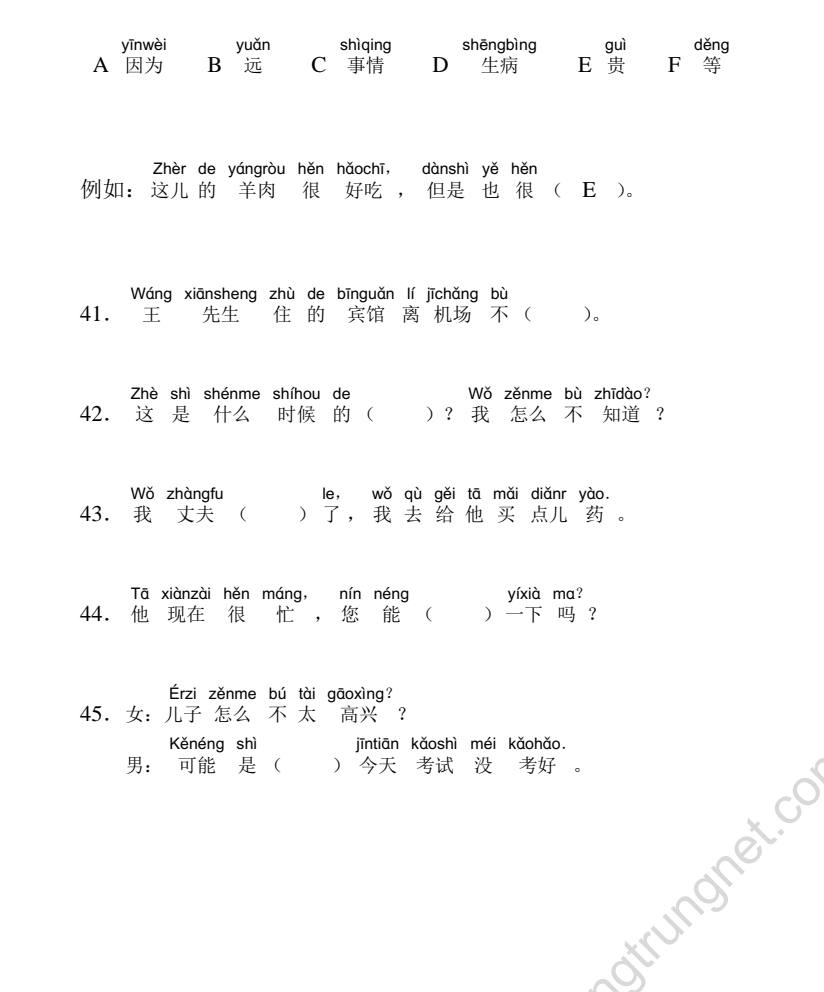 yīnwèi yuǎn shìqing shēngbìng guì děng
A 因为 B 远 C 事情 D 生病 E 贵 F 等
Zhèr de yángròu hěn hǎochī， dànshì yě hěn
例如：这儿 的 羊肉 很 好吃 ， 但是 也 很 （ E ）。
Wáng xiānsheng zhù de bīnguǎn lí jīchǎng bù
41． 王 先生 住 的 宾馆 离 机场 不 （ ）。
Zhè shì shénme shíhou de Wǒ zěnme bù zhīdào？
42． 这 是 什么 时候 的 （ ）？ 我 怎么 不 知道 ？
Wǒ zhàngfu le， wǒ qù gěi tā mǎi diǎnr yào．
43． 我 丈夫 （ ） 了 ， 我 去 给 他 买 点儿 药 。
Tā xiànzài hěn máng， nín néng yíxià ma？
44． 他 现在 很 忙 ， 您 能 （ ） 一下 吗 ？
Érzi zěnme bú tài gāoxìng？
45． 女：儿子 怎么 不 太 高兴 ？
Kěnéng shì jīntiān kǎoshì méi kǎohǎo．
男： 可能 是 （ ） 今天 考试 没 考好 。